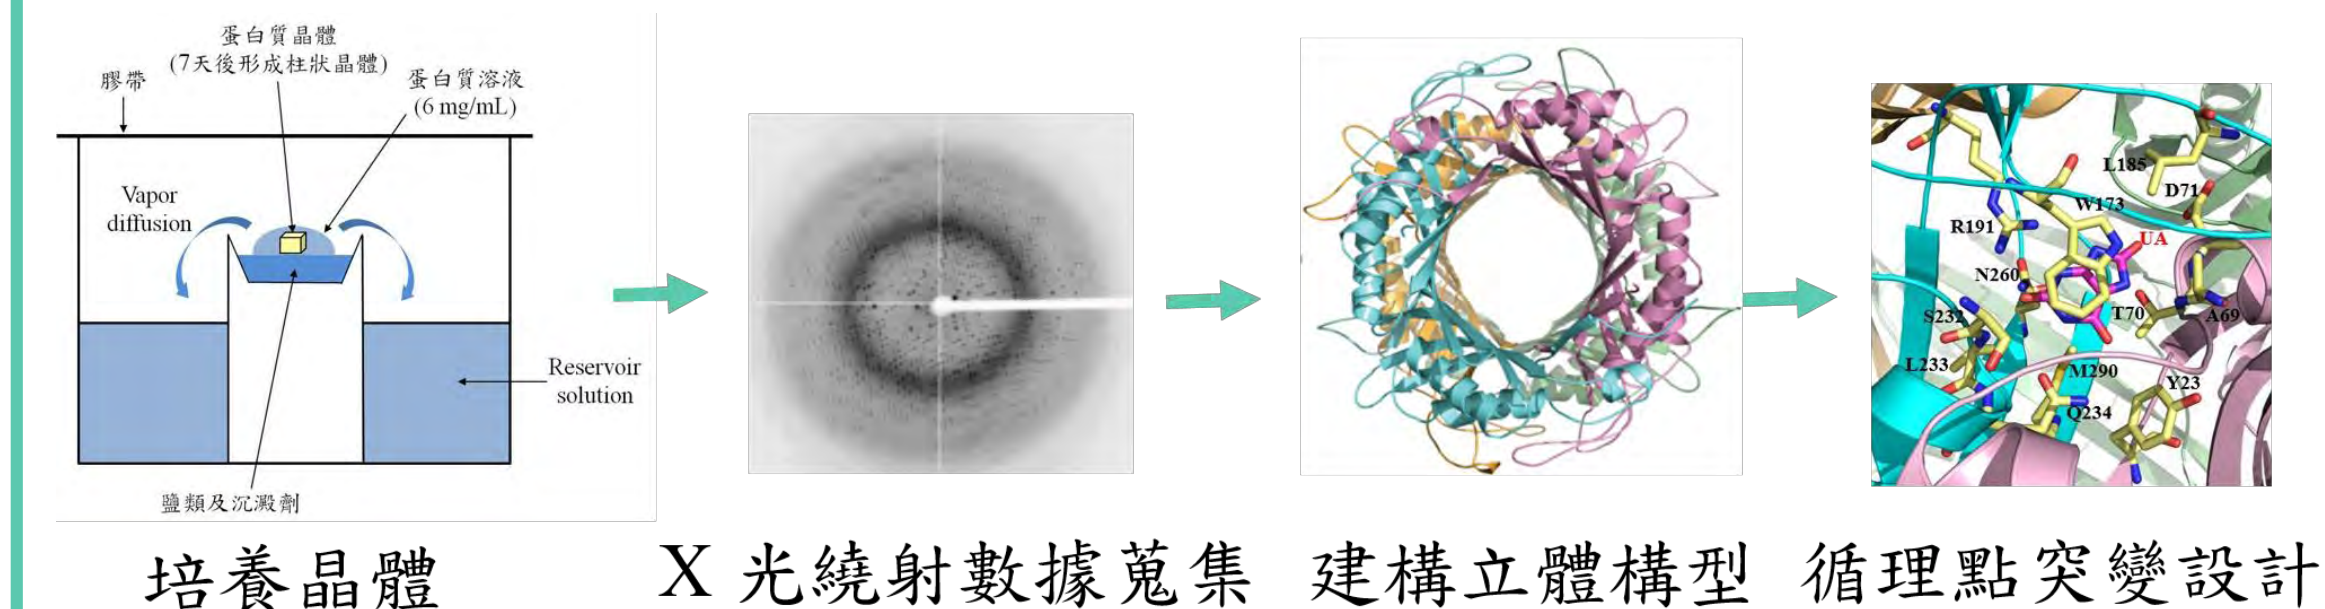 蛋白質晶體
(7天後形成柱狀晶體)
膠帶
蛋白質溶液
(6 mg/mL)
Vapor
diffusion
Reservoir
solution
鹽類及沉澱劑
L185
D71
W173
R191
UA
N260
T70
A69
S232
L233
M290
Y23
Q234
培養晶體
X 光繞射數據蒐集
建構立體構型
循理點突變設計